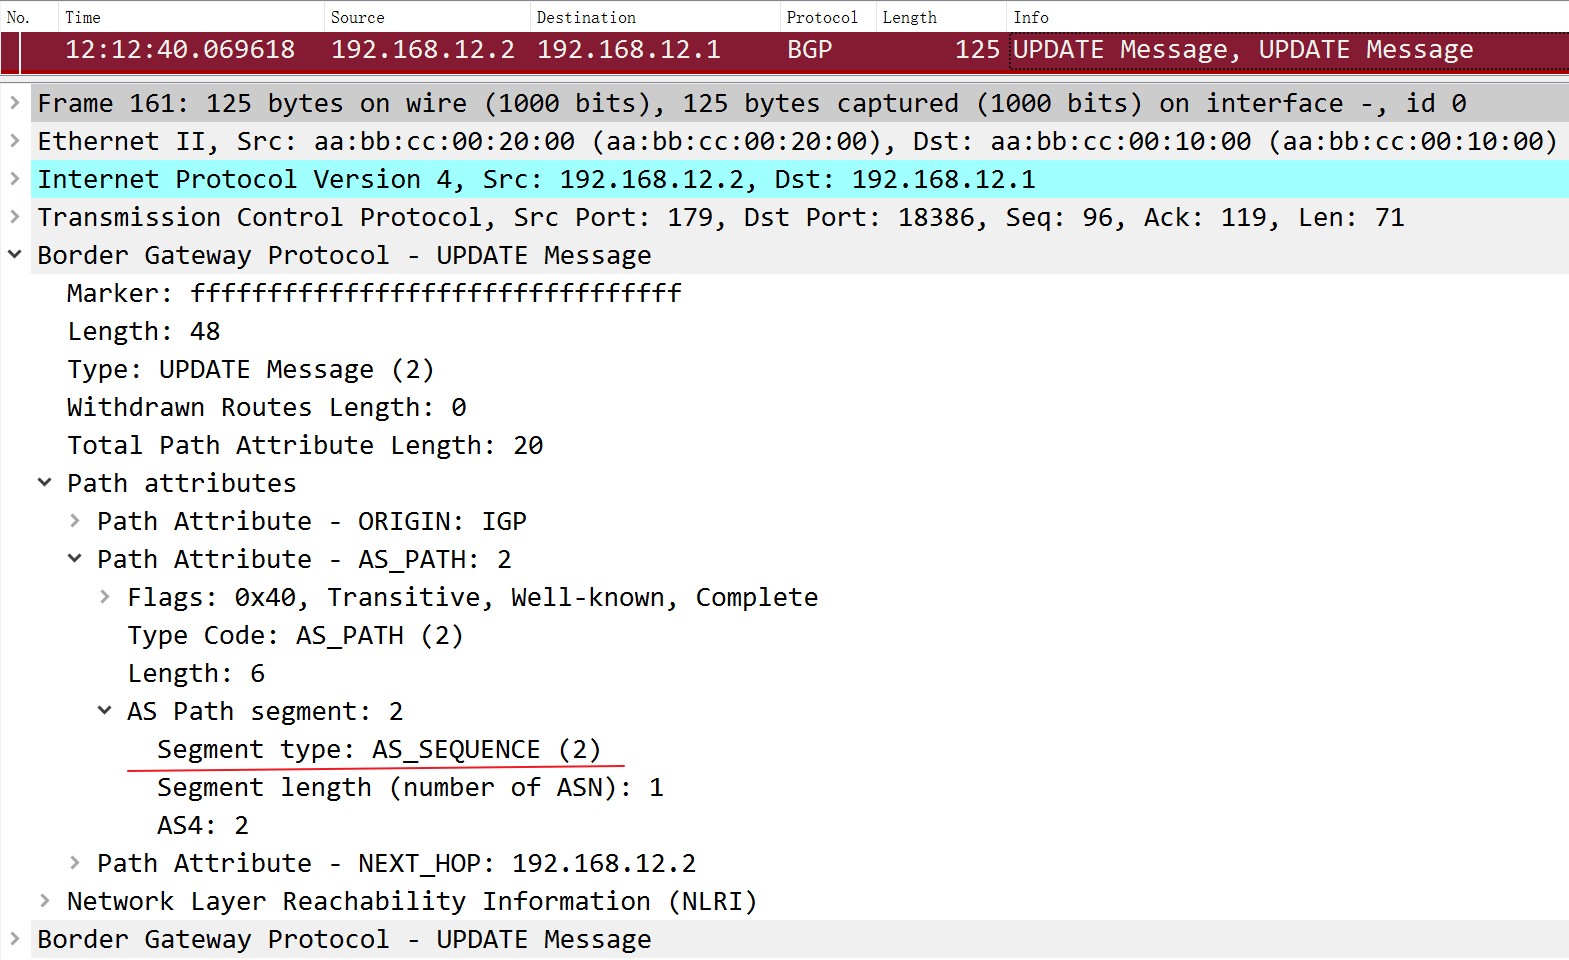 No. Time Source Destination Protocol Length Info
12:12:40.069618 192.168.12.2 192.168.12.1 BGP 125 UPDATE Message, UPDATE Message
Frame 161: 125 bytes on wire (1000 bits), 125 bytes captured (1000 bits) on interface -, id 0
Ethernet II, Src: aa:bb:cc:00:20:00 (aa:bb:cc:00:20:00), Dst: aa:bb:cc:00:10:00 (aa:bb:cc:00:10:00)
Internet Protocol Version 4, Src: 192.168.12.2, Dst: 192.168.12.1
Transmission Control Protocol, Src Port: 179, Dst Port: 18386, Seq: 96, Ack: 119, Len: 71
Border Gateway Protocol - UPDATE Message
Marker: ffffffffffffffffffffffffffffffff
Length: 48
Type: UPDATE Message (2)
Withdrawn Routes Length: 0
Total Path Attribute Length: 20
Path attributes
Path Attribute - ORIGIN: IGP
Path Attribute - AS_PATH: 2
Flags: 0x40, Transitive, Well-known, Complete
Type Code: AS_PATH (2)
Length: 6
AS Path segment: 2
Segment type: AS_SEQUENCE (2)
Segment length (number of ASN): 1
AS4: 2
Path Attribute - NEXT_HOP: 192.168.12.2
Network Layer Reachability Information (NLRI)
Border Gateway Protocol - UPDATE Message